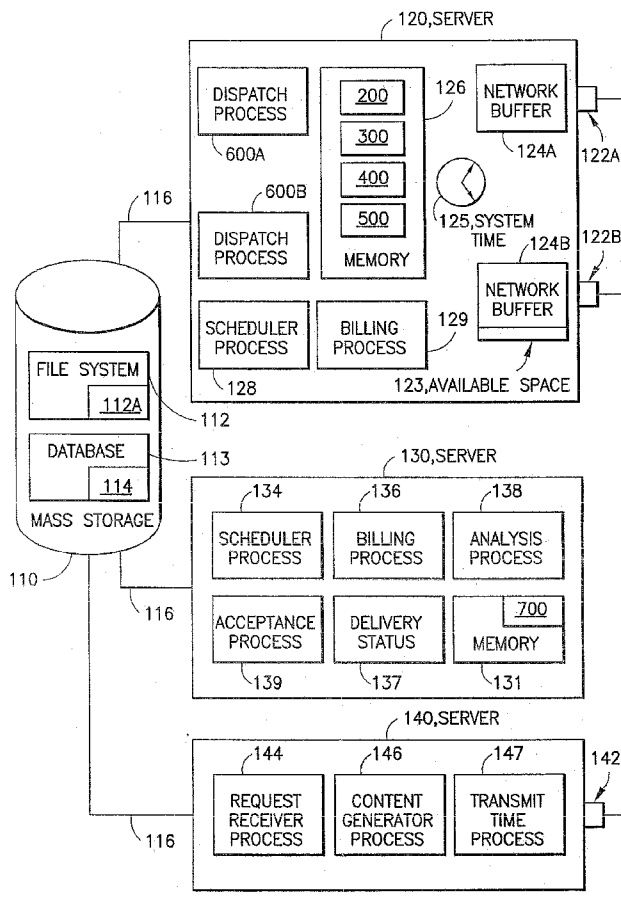 120,SERVER
DISPATCH
PROCESS
600A
200
300
400
500
MEMORY
126
NETWORK
BUFFER
124A
122A
125,SYSTEM
TIME
116
600B
DISPATCH
PROCESS
124B
NETWORK
BUFFER
122B
123,AVAILABLE SPACE
SCHEDULER
PROCESS
128
BILLING
PROCESS
129
FILE SYSTEM
112A
112
DATABASE
114
113
MASS STORAGE
110
116
130,SERVER
134
SCHEDULER
PROCESS
136
BILLING
PROCESS
138
ANALYSIS
PROCESS
ACCEPTANCE
PROCESS
139
DELIVERY
STATUS
137
700
MEMORY
131
140,SERVER
144
REQUEST
RECEIVER
PROCESS
146
CONTENT
GENERATOR
PROCESS
147
TRANSMIT
TIME
PROCESS
142
116